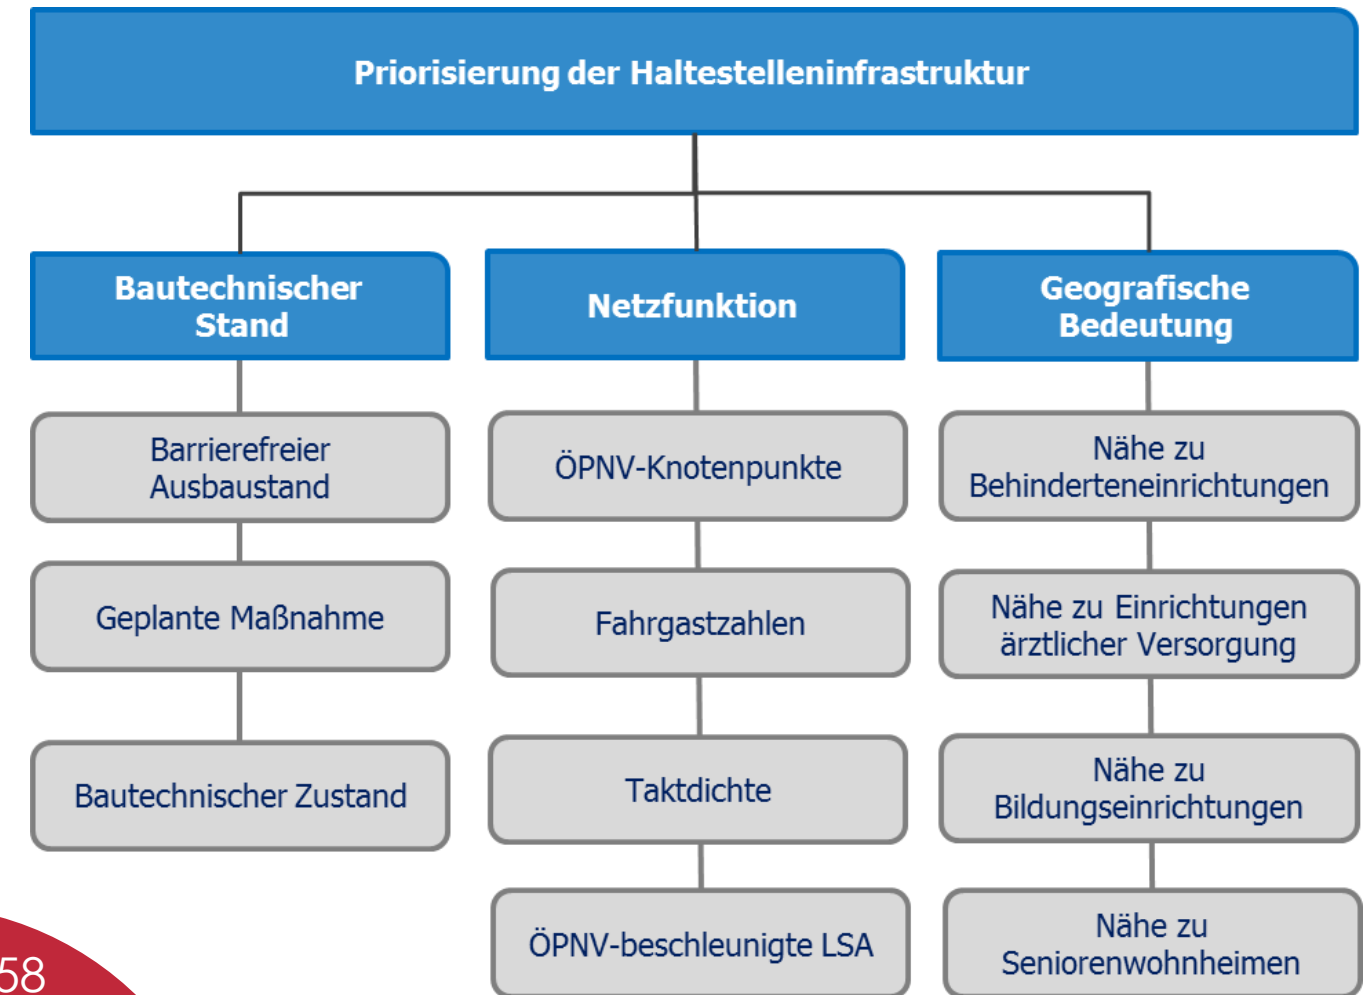 Priorisierung der Haltestelleninfrastruktur
Bautechnischer
Stand
Barrierefreier
Ausbaustand
Geplante Maßnahme
Bautechnischer Zustand
Netzfunktion
ÖPNV-Knotenpunkte
Fahrgastzahlen
Taktdichte
ÖPNV-beschleunigte LSA
Geografische
Bedeutung
Nähe zu
Behinderteneinrichtungen
Nähe zu Einrichtungen
ärztlicher Versorgung
Nähe zu
Bildungseinrichtungen
Nähe zu
Seniorenwohnheimen
58